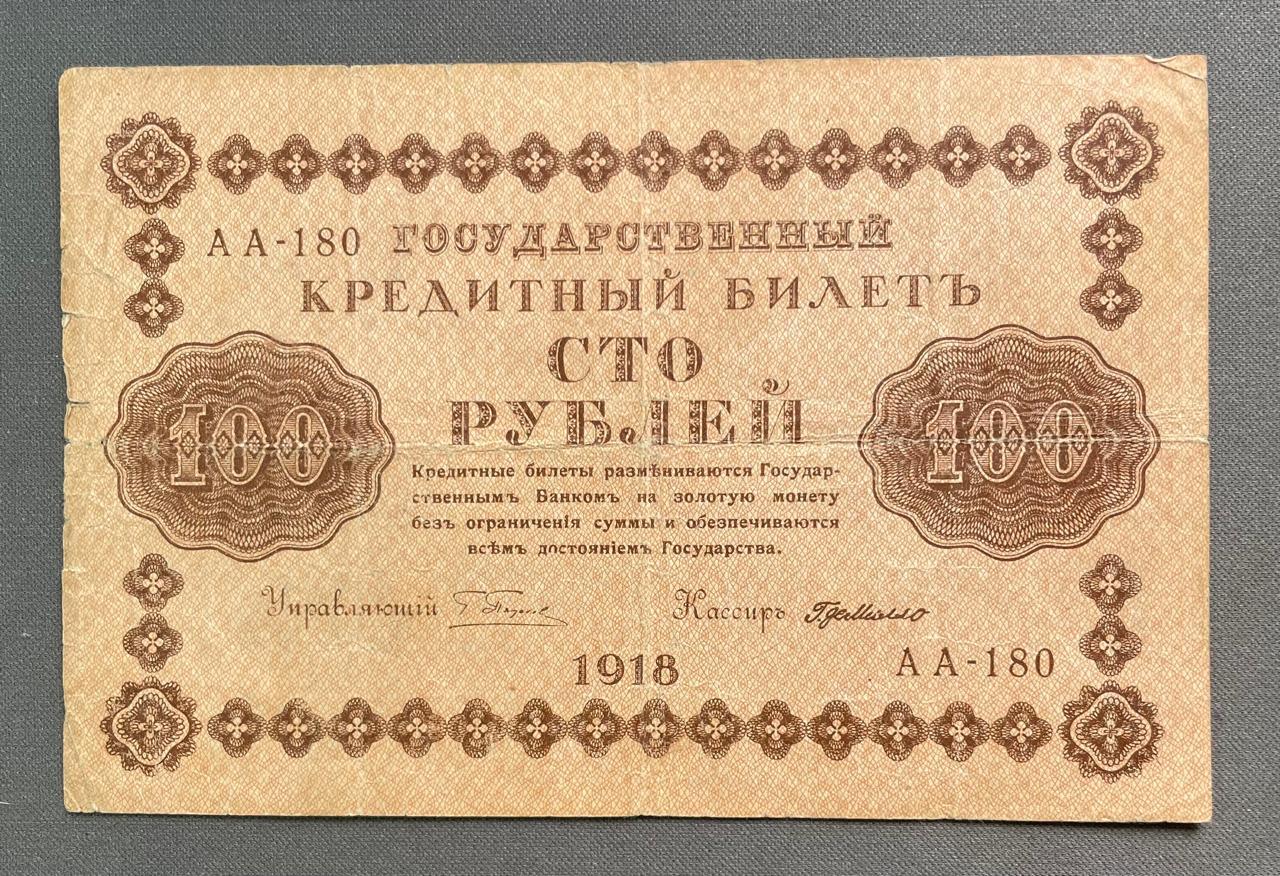 АА-180 ГОСУДАРСТВЕННЫЙ
КРЕДИТНЫЙ БИЛЕТЪ
СТО
РУБЛЕЙ
100 100
Кредитные билеты размѣниваются Государ-
ственнымъ Банкомъ на золотую монету
безъ ограниченія суммы и обезпечиваются
всѣмъ достояніемъ Государства.
Управляющій Кассиръ
1918 АА-180